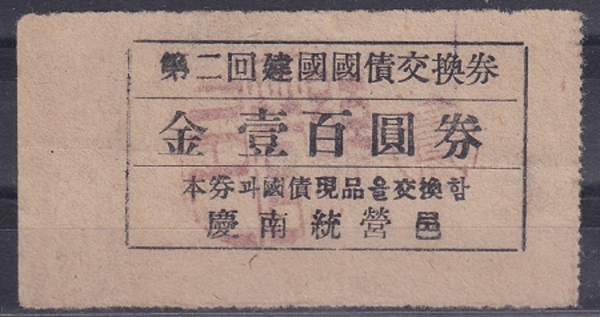 第二回建國國債交換券
金壹百圓券
本券과國債現品을交換함
慶南統營邑